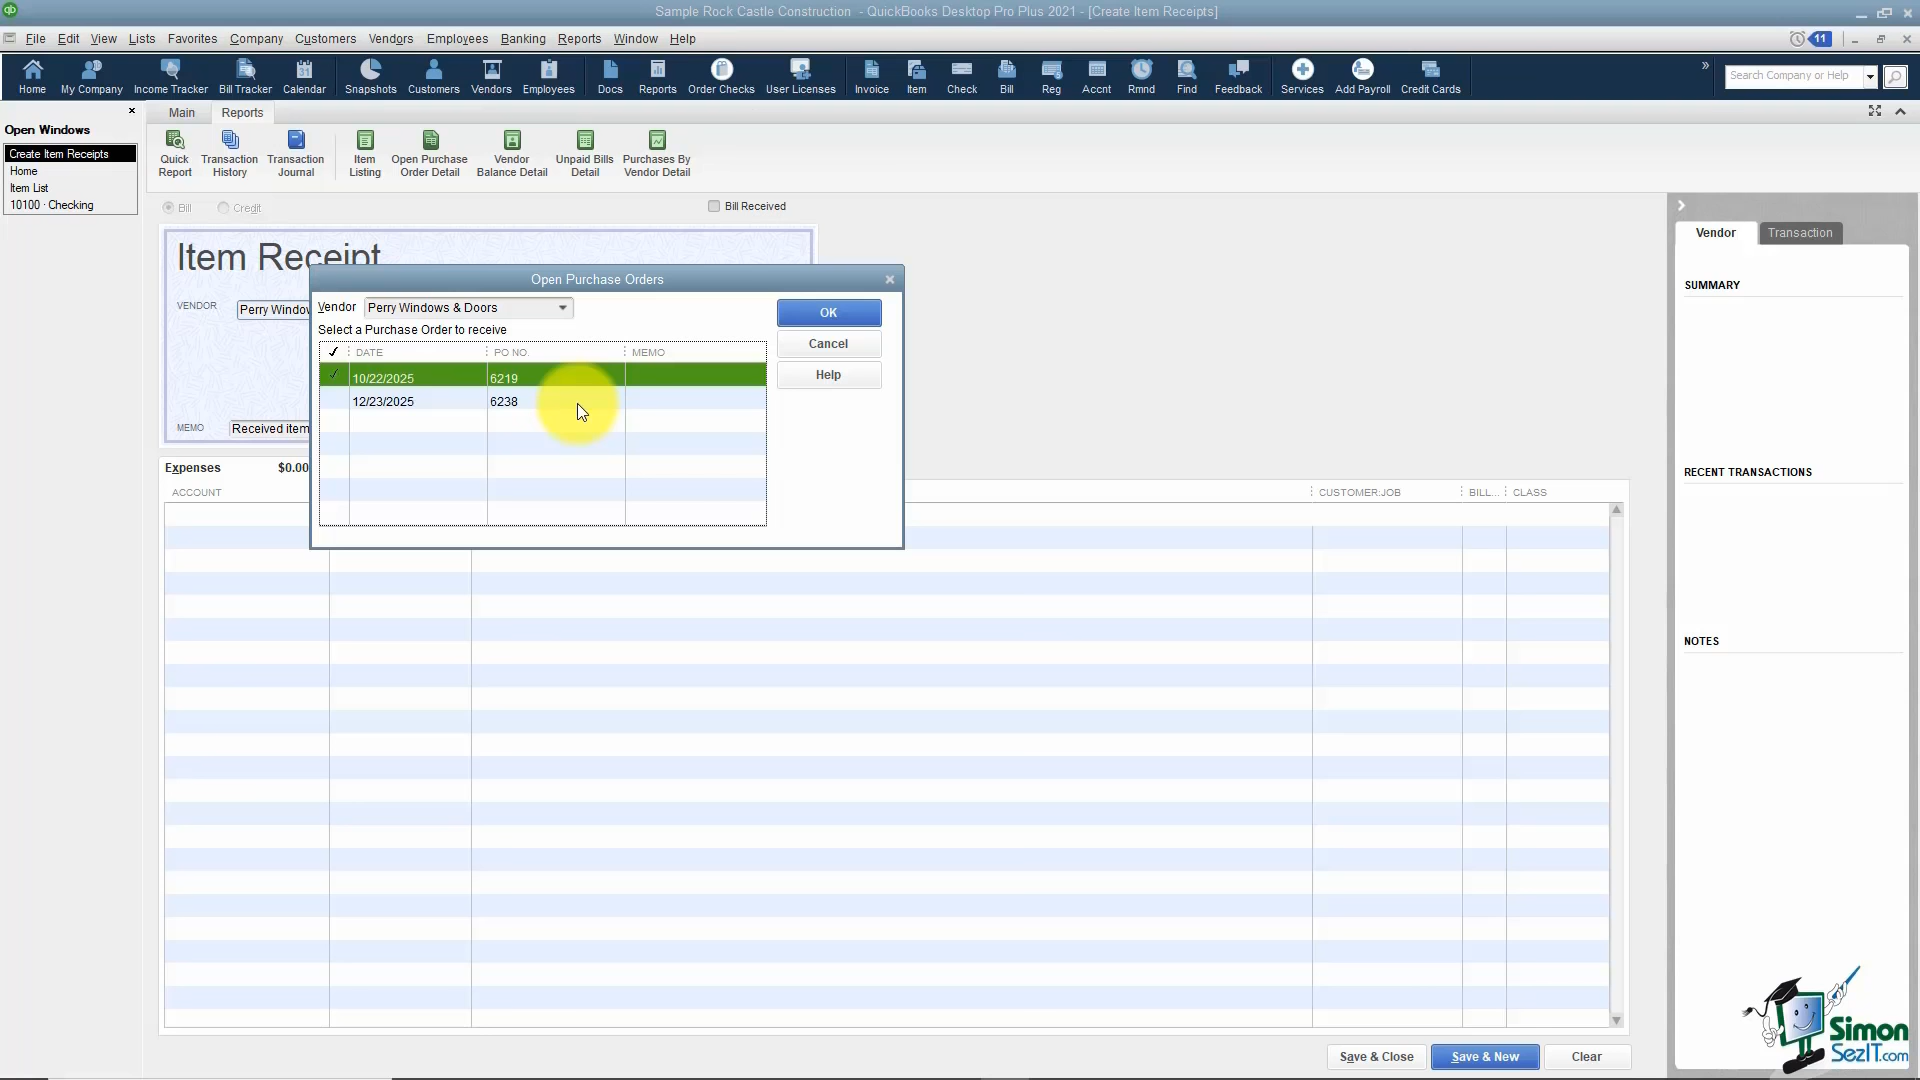 Sample Rock Castle Construction - QuickBooks Desktop Pro Plus 2021 - [Create Item Receipts]
File Edit View Lists Favorites Company Customers Vendors Employees Banking Reports Window Help
11
Home My Company Income Tracker Bill Tracker Calendar Snapshots Customers Vendors Employees Docs Reports Order Checks User Licenses Invoice Item Check Bill Reg Accnt Rmnd Find Feedback Services Add Payroll Credit Cards
Search Company or Help
Main Reports
Open Windows
Create Item Receipts
Home
Item List
10100 · Checking
Quick Report
Transaction History
Transaction Journal
Item Listing
Open Purchase Order Detail
Vendor Balance Detail
Unpaid Bills Detail
Purchases By Vendor Detail
Bill Credit Bill Received
Item Receipt
VENDOR Perry Window
MEMO Received item
Open Purchase Orders
Vendor Perry Windows & Doors
Select a Purchase Order to receive
DATE PO NO. MEMO
10/22/2025 6219
12/23/2025 6238
OK
Cancel
Help
Expenses $0.00
ACCOUNT CUSTOMER:JOB BILL... CLASS
Vendor Transaction
SUMMARY
RECENT TRANSACTIONS
NOTES
Save & Close Save & New Clear
Simon
SezIT.com
qb